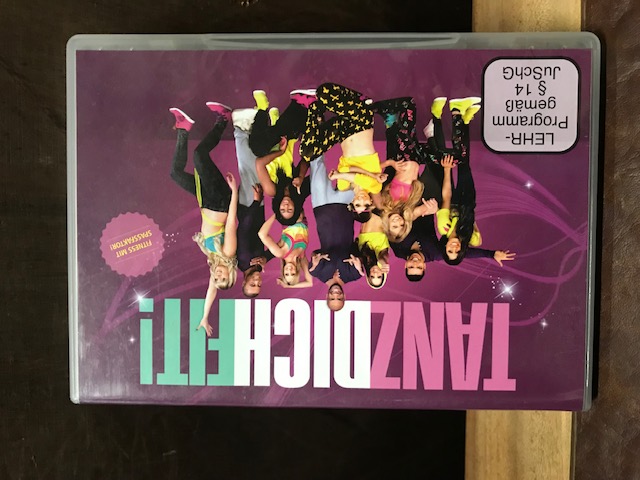 TANZDICHFIT!
FITNESS MIT
SPASSFAKTOR!
LEHR-
Programm
gemäß
§ 14
JuSchG